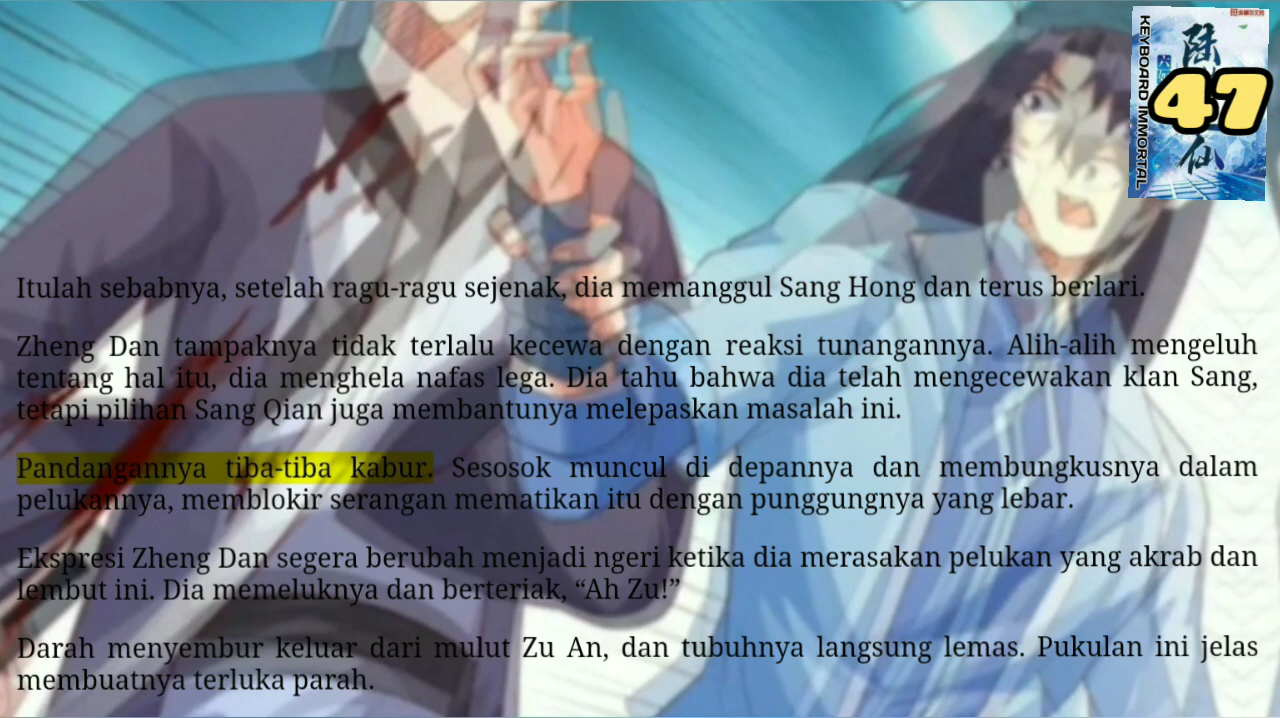 KEYBOARD IMMORTAL
47
仙
Itulah sebabnya, setelah ragu-ragu sejenak, dia memanggul Sang Hong dan terus berlari.
Zheng Dan tampaknya tidak terlalu kecewa dengan reaksi tunangannya. Alih-alih mengeluh
tentang hal itu, dia menghela nafas lega. Dia tahu bahwa dia telah mengecewakan klan Sang,
tetapi pilihan Sang Qian juga membantunya melepaskan masalah ini.
Pandangannya tiba-tiba kabur. Sesosok muncul di depannya dan membungkusnya dalam
pelukannya, memblokir serangan mematikan itu dengan punggungnya yang lebar.
Ekspresi Zheng Dan segera berubah menjadi ngeri ketika dia merasakan pelukan yang akrab dan
lembut ini. Dia memeluknya dan berteriak, “Ah Zu!”
Darah menyembur keluar dari mulut Zu An, dan tubuhnya langsung lemas. Pukulan ini jelas
membuatnya terluka parah.